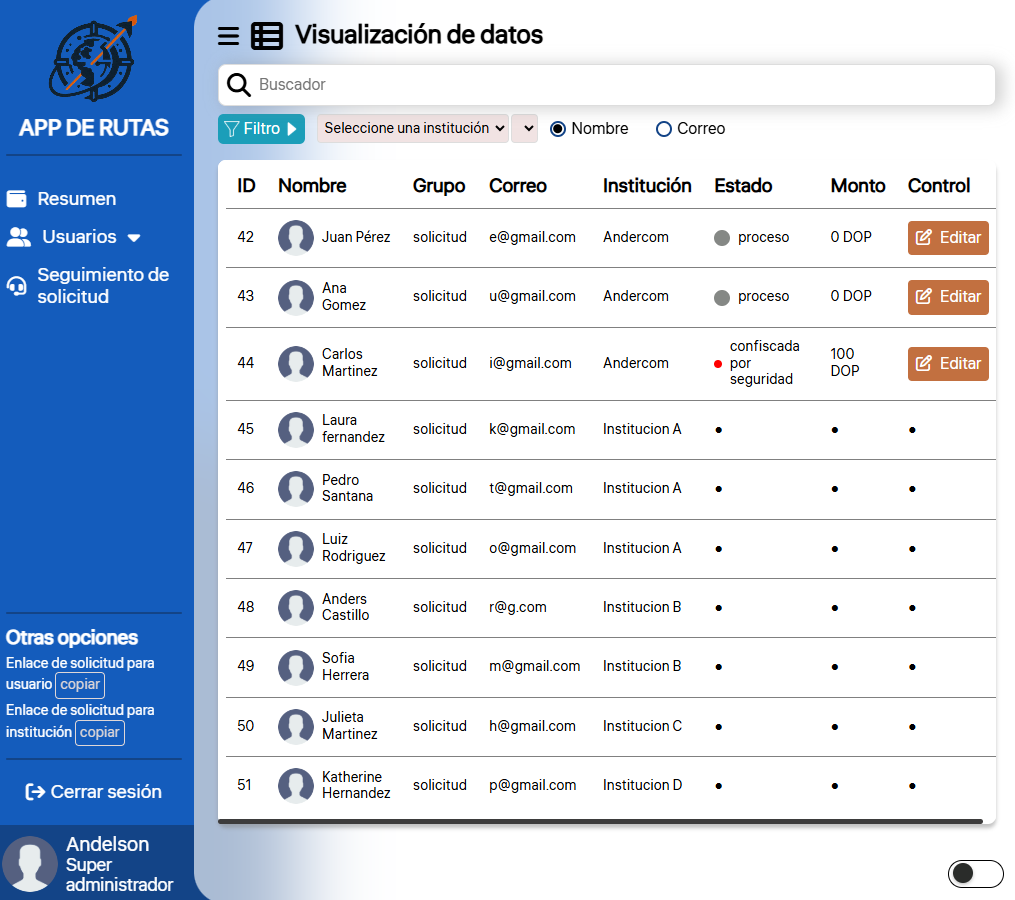 APP DE RUTAS
Resumen
Usuarios
Seguimiento de
solicitud
Otras opciones
Enlace de solicitud para
usuario copiar
Enlace de solicitud para
institución copiar
Cerrar sesión
Andelson
Super
administrador
Visualización de datos
Buscador
Filtro Seleccione una institución Nombre Correo
ID Nombre Grupo Correo Institución Estado Monto Control
42 Juan Pérez solicitud e@gmail.com Andercom proceso 0 DOP Editar
43 Ana
Gomez solicitud u@gmail.com Andercom proceso 0 DOP Editar
44 Carlos
Martinez solicitud i@gmail.com Andercom confiscada
por
seguridad 100
DOP Editar
45 Laura
fernandez solicitud k@gmail.com Institucion A • • •
46 Pedro
Santana solicitud t@gmail.com Institucion A • • •
47 Luiz
Rodriguez solicitud o@gmail.com Institucion A • • •
48 Anders
Castillo solicitud r@g.com Institucion B • • •
49 Sofia
Herrera solicitud m@gmail.com Institucion B • • •
50 Julieta
Martinez solicitud h@gmail.com Institucion C • • •
51 Katherine
Hernandez solicitud p@gmail.com Institucion D • • •